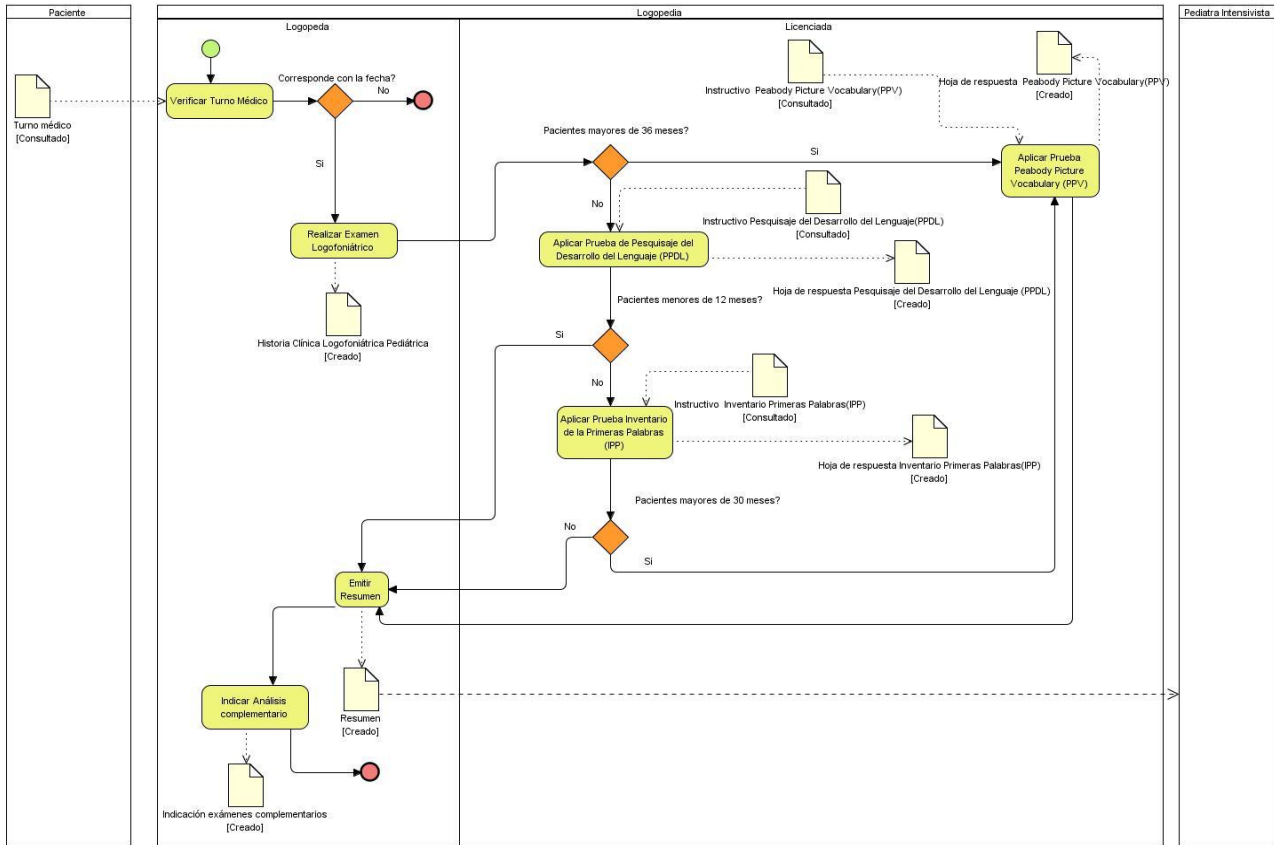 Paciente
Logopedia
Pediatra Intensivista
Logopeda
Licenciada
Turno médico
[Consultado]
Verificar Turno Médico
Corresponde con la fecha?
No
Si
Realizar Examen
Logofoniátrico
Historia Clínica Logofoniátrica Pediátrica
[Creado]
Instructivo Peabody Picture Vocabulary(PPV)
[Consultado]
Hoja de respuesta Peabody Picture Vocabulary(PPV)
[Creado]
Pacientes mayores de 36 meses?
Si
No
Aplicar Prueba
Peabody Picture
Vocabulary (PPV)
Instructivo Pesquisaje del Desarrollo del Lenguaje(PPDL)
[Consultado]
Aplicar Prueba de Pesquisaje del
Desarrollo del Lenguaje (PPDL)
Hoja de respuesta Pesquisaje del Desarrollo del Lenguaje (PPDL)
[Creado]
Pacientes menores de 12 meses?
Si
No
Instructivo Inventario Primeras Palabras(IPP)
[Consultado]
Aplicar Prueba Inventario
de la Primeras Palabras
(IPP)
Hoja de respuesta Inventario Primeras Palabras(IPP)
[Creado]
Pacientes mayores de 30 meses?
No
Si
Emitir
Resumen
Resumen
[Creado]
Indicar Análisis
complementario
Indicación exámenes complementarios
[Creado]